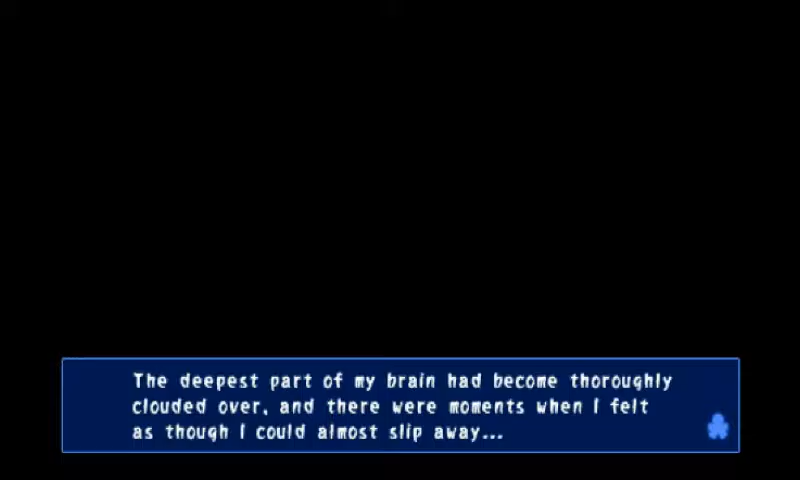 The deepest part of my brain had become thoroughly
clouded over, and there were moments when I felt
as though I could almost slip away...